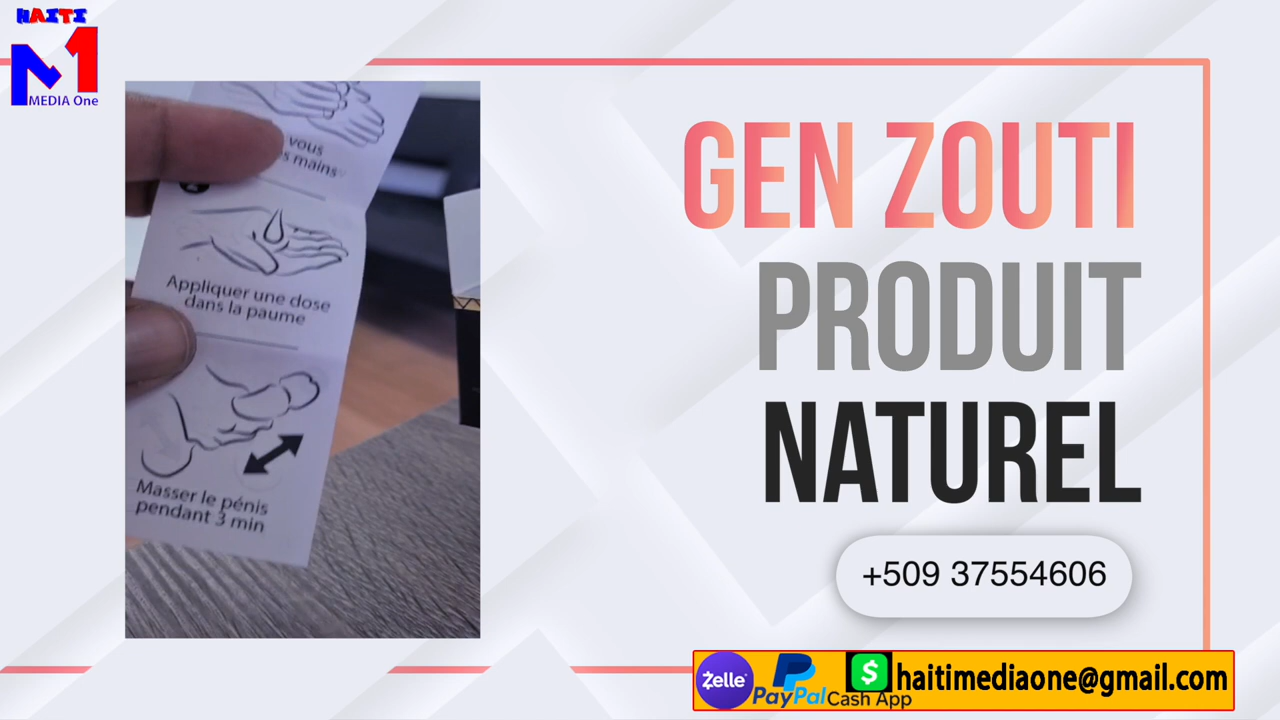 HAITI
M1
MEDIA One
vous
mains
Appliquer une dose
dans la paume
Masser le pénis
pendant 3 min
GEN ZOUTI
PRODUIT
NATUREL
+509 37554606
Zelle
PayPal
$
Cash App
haitimediaone@gmail.com